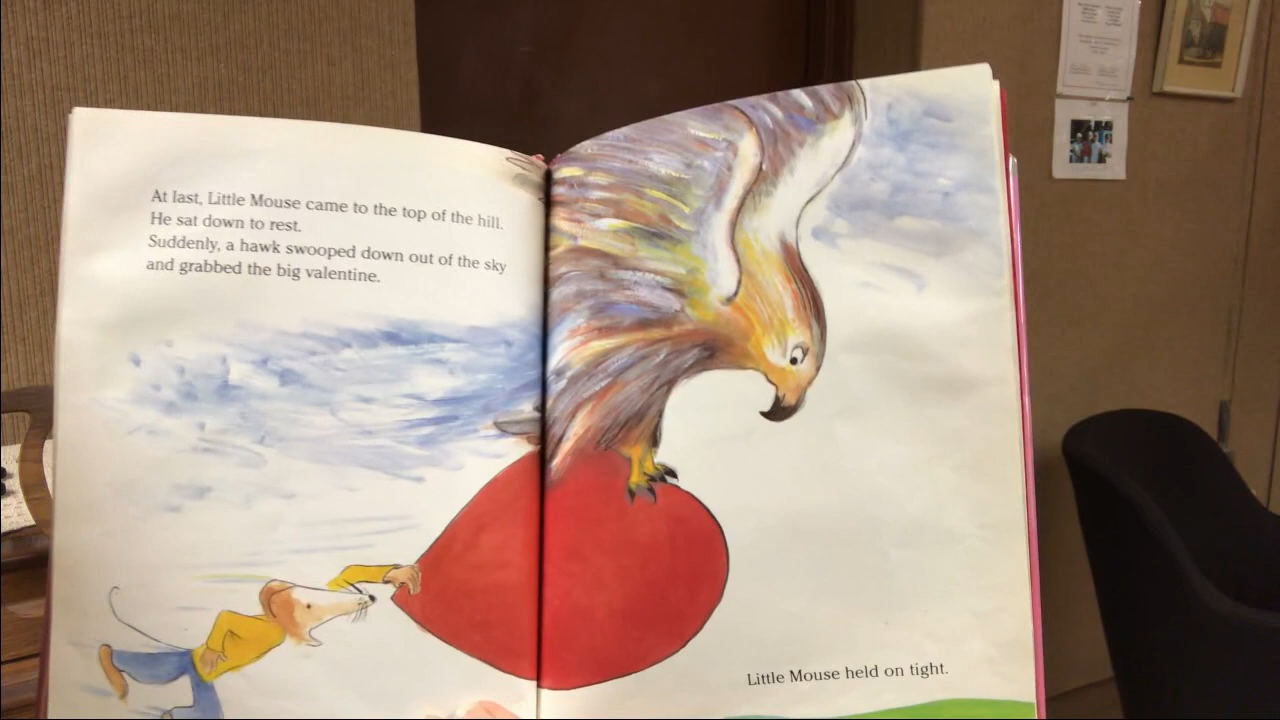 At last, Little Mouse came to the top of the hill.
He sat down to rest.
Suddenly, a hawk swooped down out of the sky
and grabbed the big valentine.
Little Mouse held on tight.